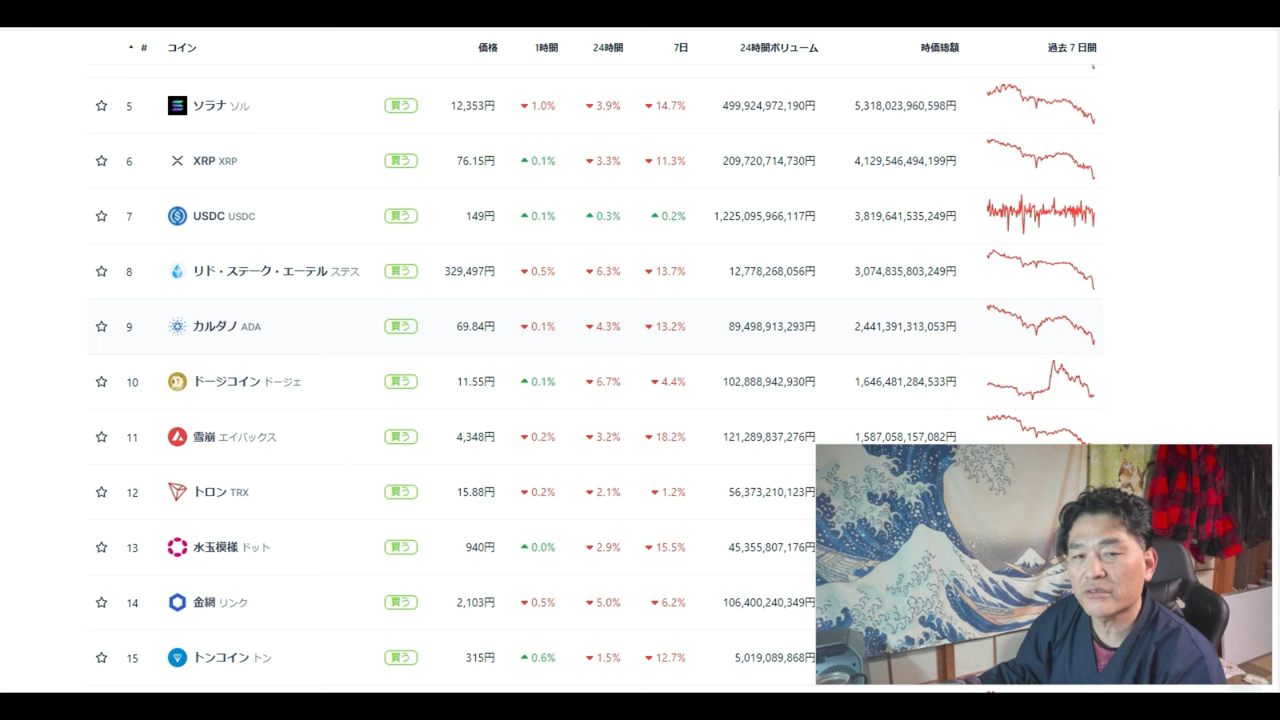 # コイン 価格 1時間 24時間 7日 24時間ボリューム 時価総額 過去 7 日間
5 ソラナ ソル 買う 12,353円 1.0% 3.9% 14.7% 499,924,972,190円 5,318,023,960,598円
6 XRP XRP 買う 76.15円 0.1% 3.3% 11.3% 209,720,714,730円 4,129,546,494,199円
7 USDC USDC 買う 149円 0.1% 0.3% 0.2% 1,225,095,966,117円 3,819,641,535,249円
8 リド・ステーク・エーテル ステス 買う 329,497円 0.5% 6.3% 13.7% 12,778,268,056円 3,074,835,803,249円
9 カルダノ ADA 買う 69.84円 0.1% 4.3% 13.2% 89,498,913,293円 2,441,391,313,053円
10 ドージコイン ドージェ 買う 11.55円 0.1% 6.7% 4.4% 102,888,942,930円 1,646,481,284,533円
11 雪崩 エイバックス 買う 4,348円 0.2% 3.2% 18.2% 121,289,837,276円 1,587,058,157,082円
12 トロン TRX 買う 15.88円 0.2% 2.1% 1.2% 56,373,210,123円
13 水玉模様 ドット 買う 940円 0.0% 2.9% 15.5% 45,355,807,176円
14 金網 リンク 買う 2,103円 0.5% 5.0% 6.2% 106,400,240,349円
15 トンコイン トン 買う 315円 0.6% 1.5% 12.7% 5,019,089,868円